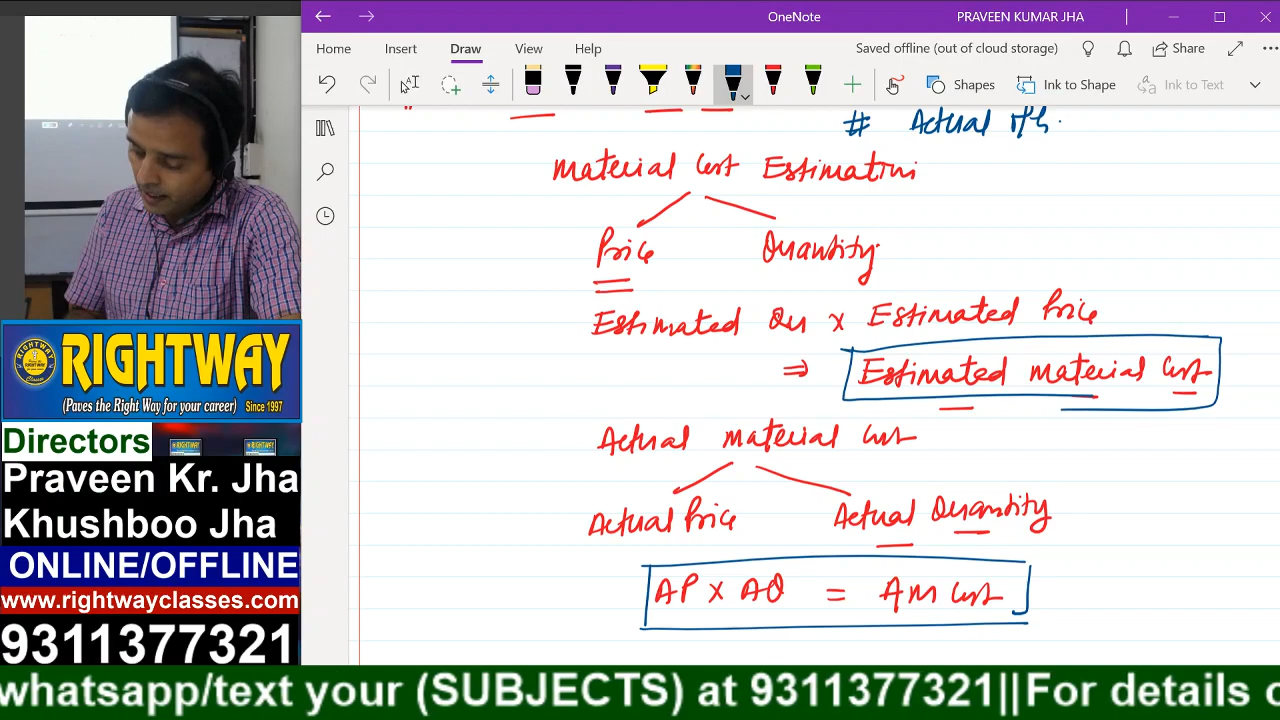 OneNote
PRAVEEN KUMAR JHA
Home Insert Draw View Help
Saved offline (out of cloud storage)
Share
Shapes
Ink to Shape
Ink to Text
# Actual
Material Cost Estimation
Price Quantity
Estimated Qu x Estimated Price
⇒ Estimated material Cost
Actual material Cost
Actual Price Actual Quantity
AP x AQ = AM Cost
RIGHTWAY
(Paves the Right Way for your career) Since 1997
Directors
Praveen Kr. Jha
Khushboo Jha
ONLINE/OFFLINE
www.rightwayclasses.com
9311377321
whatsapp/text your (SUBJECTS) at 9311377321||For details